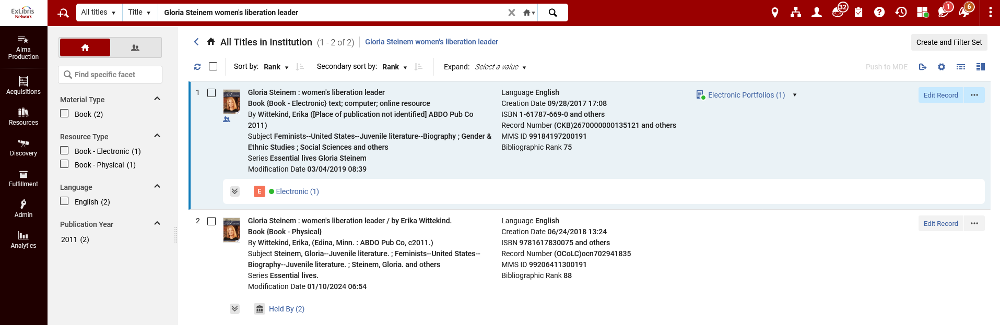 ExLibris
Network
All titles
Title
Gloria Steinem women's liberation leader
32
1
6
Alma
Production
Acquisitions
Resources
Discovery
Fulfillment
Admin
Analytics
Find specific facet
Material Type
Book (2)
Resource Type
Book - Electronic (1)
Book - Physical (1)
Language
English (2)
Publication Year
2011 (2)
All Titles in Institution (1 - 2 of 2) Gloria Steinem women's liberation leader
Create and Filter Set
Sort by: Rank Secondary sort by: Rank Expand: Select a value
Push to MDE
1
Gloria Steinem : women's liberation leader
Book {Book - Electronic} text; computer; online resource
By Wittekind, Erika ([Place of publication not identified] ABDO Pub Co
2011)
Subject Feminists--United States--Juvenile literature--Biography ; Gender &
Ethnic Studies ; Social Sciences and others
Series Essential lives Gloria Steinem
Modification Date 03/04/2019 08:39
Language English
Creation Date 09/28/2017 17:08
ISBN 1-61787-669-0 and others
Record Number (CKB)2670000000135121 and others
MMS ID 99184197200191
Bibliographic Rank 75
Electronic Portfolios (1)
Edit Record
E Electronic (1)
2
Gloria Steinem : women's liberation leader / by Erika Wittekind.
Book {Book - Physical}
By Wittekind, Erika, (Edina, Minn. : ABDO Pub Co, c2011.)
Subject Steinem, Gloria--Juvenile literature. ; Feminists--United States--
Biography--Juvenile literature. ; Steinem, Gloria. and others
Series Essential lives.
Modification Date 01/10/2024 06:54
Language English
Creation Date 06/24/2018 13:24
ISBN 9781617830075 and others
Record Number (OCoLC)ocn702941835
MMS ID 99206411300191
Bibliographic Rank 88
Edit Record
Held By (2)